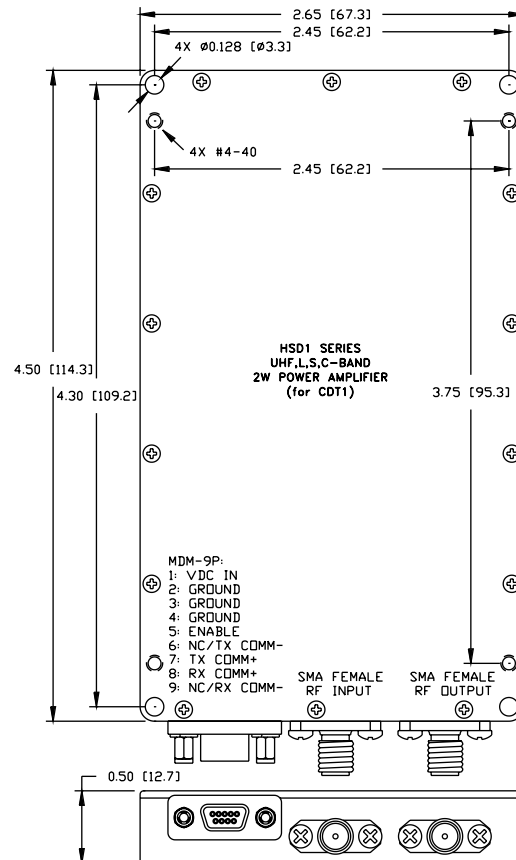 2.65 [67.3]
2.45 [62.2]
4X Ø0.128 [Ø3.3]
4X #4-40
2.45 [62.2]
HSD1 SERIES
UHF,L,S,C-BAND
2W POWER AMPLIFIER
(for CDT1)
4.50 [114.3]
4.30 [109.2]
3.75 [95.3]
MDM-9P:
1: VDC IN
2: GROUND
3: GROUND
4: GROUND
5: ENABLE
6: NC/TX COMM-
7: TX COMM+
8: RX COMM+
9: NC/RX COMM-
SMA FEMALE
RF INPUT
SMA FEMALE
RF OUTPUT
0.50 [12.7]